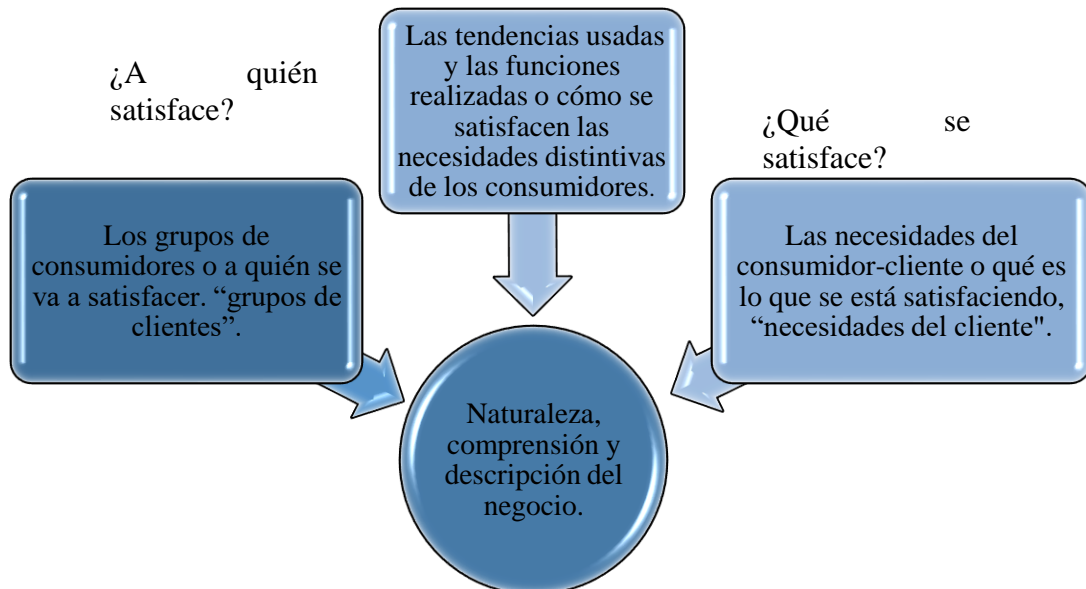 ¿A quién
satisface?
Las tendencias usadas
y las funciones
realizadas o cómo se
satisfacen las
necesidades distintivas
de los consumidores.
¿Qué se
satisface?
Los grupos de
consumidores o a quién se
va a satisfacer. “grupos de
clientes”.
Las necesidades del
consumidor-cliente o qué es
lo que se está satisfaciendo,
“necesidades del cliente".
Naturaleza,
comprensión y
descripción del
negocio.